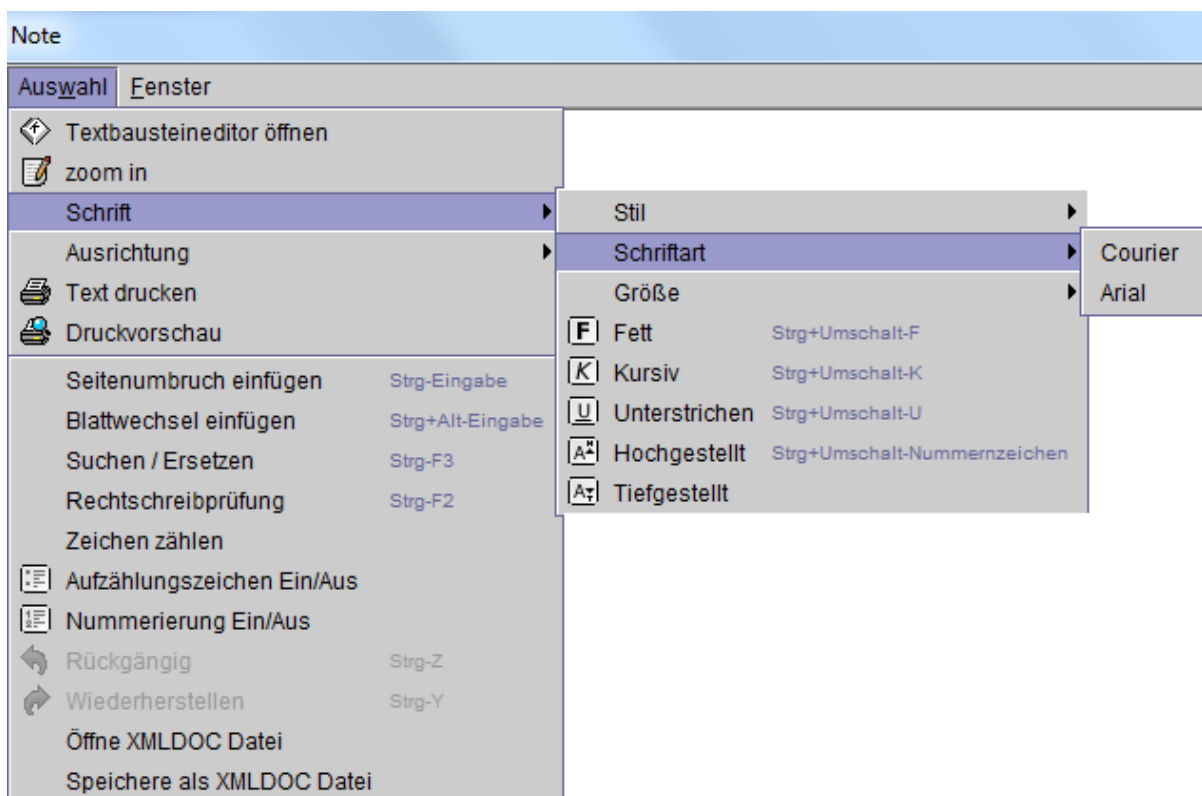 Note
Auswahl Fenster
Textbausteineditor öffnen
zoom in
Schrift
Ausrichtung
Text drucken
Druckvorschau
Seitenumbruch einfügen Strg-Eingabe
Blattwechsel einfügen Strg+Alt-Eingabe
Suchen / Ersetzen Strg-F3
Rechtschreibprüfung Strg-F2
Zeichen zählen
Aufzählungszeichen Ein/Aus
Nummerierung Ein/Aus
Rückgängig Strg-Z
Wiederherstellen Strg-Y
Öffne XMLDOC Datei
Speichere als XMLDOC Datei
Stil
Schriftart
Größe
F Fett Strg+Umschalt-F
K Kursiv Strg+Umschalt-K
U Unterstrichen Strg+Umschalt-U
Hochgestellt Strg+Umschalt-Nummernzeichen
Tiefgestellt
Courier
Arial